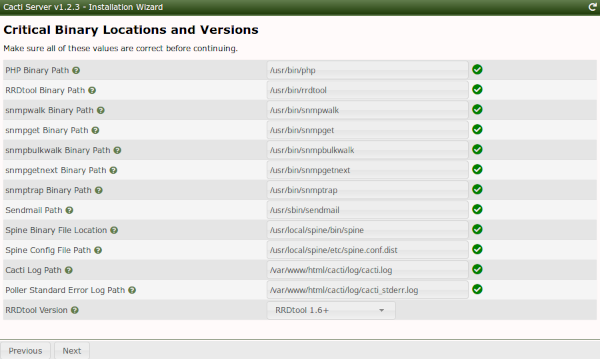 Cacti Server v1.2.3 - Installation Wizard
Critical Binary Locations and Versions
Make sure all of these values are correct before continuing.
PHP Binary Path /usr/bin/php
RRDtool Binary Path /usr/bin/rrdtool
snmpwalk Binary Path /usr/bin/snmpwalk
snmpget Binary Path /usr/bin/snmpget
snmpbulkwalk Binary Path /usr/bin/snmpbulkwalk
snmpgetnext Binary Path /usr/bin/snmpgetnext
snmptrap Binary Path /usr/bin/snmptrap
Sendmail Path /usr/sbin/sendmail
Spine Binary File Location /usr/local/spine/bin/spine
Spine Config File Path /usr/local/spine/etc/spine.conf.dist
Cacti Log Path /var/www/html/cacti/log/cacti.log
Poller Standard Error Log Path /var/www/html/cacti/log/cacti_stderr.log
RRDtool Version RRDtool 1.6+
Previous Next